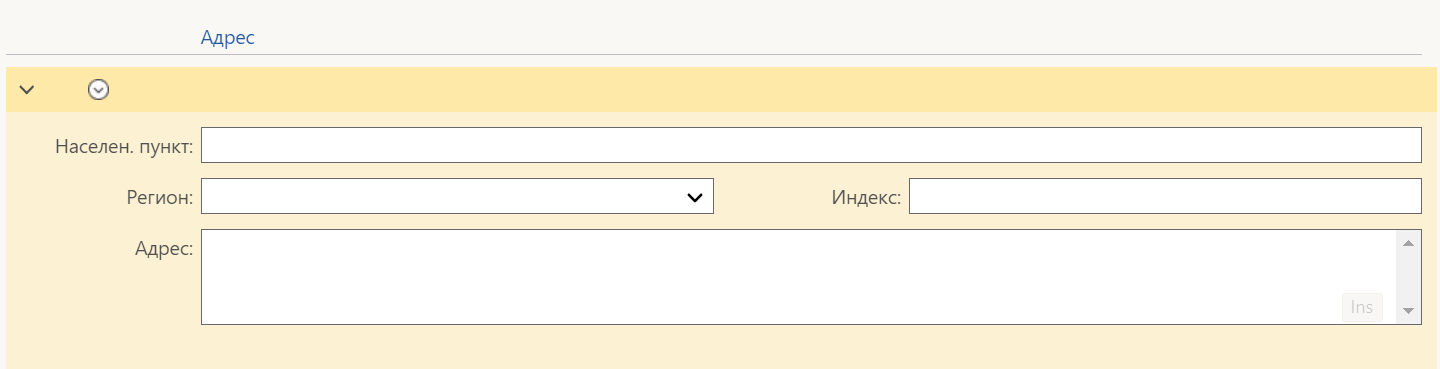 Адрес
Населен. пункт:
Регион: Индекс:
Адрес:
Ins